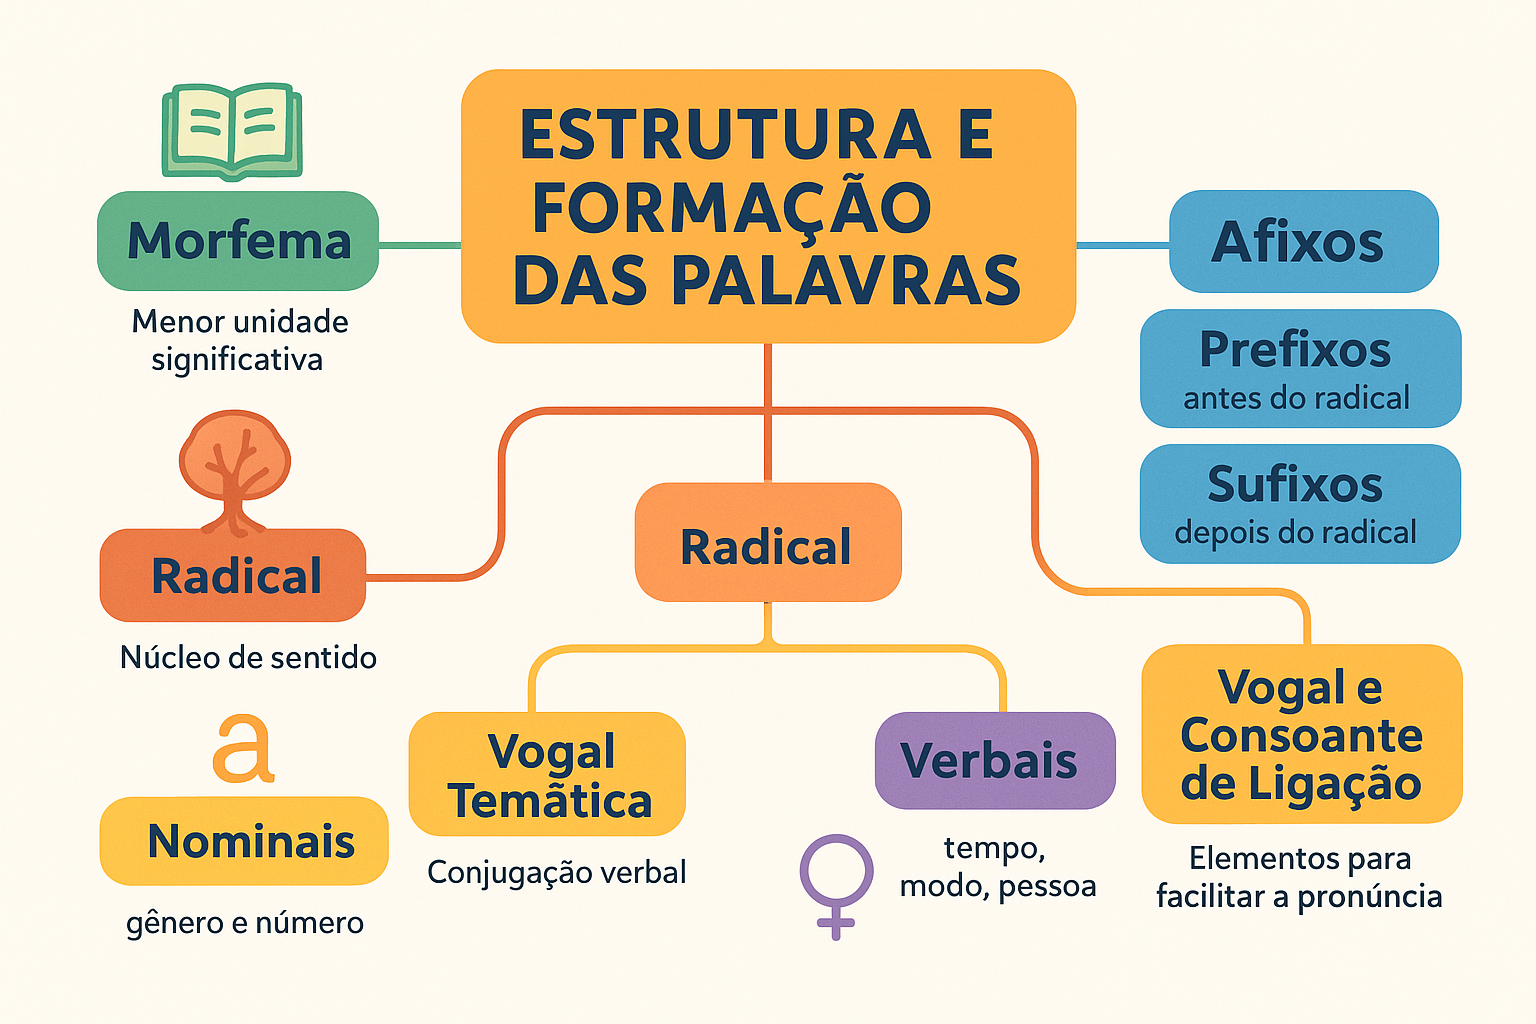 ESTRUTURA E
FORMAÇÃO
DAS PALAVRAS
Morfema
Menor unidade
significativa
Afixos
Prefixos
antes do radical
Sufixos
depois do radical
Radical
Núcleo de sentido
Radical
a
Nominais
gênero e número
Vogal
Temãtica
Conjugação verbal
Verbais
tempo,
modo, pessoa
Vogal e
Consoante
de Ligação
Elementos para
facilitar a pronúncia